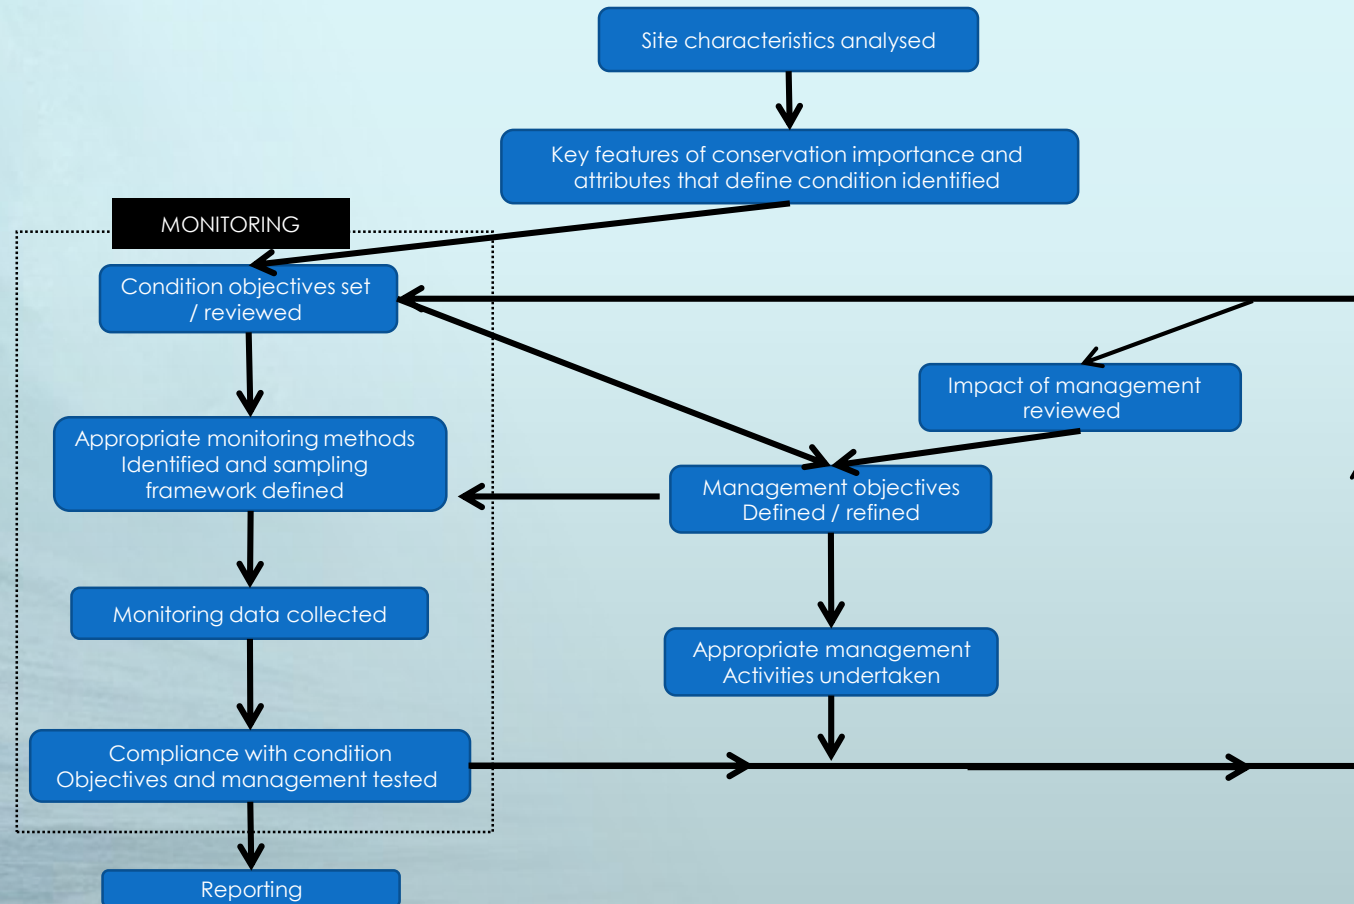 Site characteristics analysed
Key features of conservation importance and
attributes that define condition identified
MONITORING
Condition objectives set
/ reviewed
Impact of management
reviewed
Appropriate monitoring methods
Identified and sampling
framework defined
Management objectives
Defined / refined
Monitoring data collected
Appropriate management
Activities undertaken
Compliance with condition
Objectives and management tested
Reporting